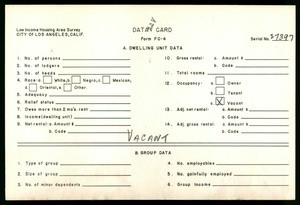 Low Income Housing Area Survey
CITY OF LOS ANGELES, CALIF.
DATA CARD
Form FG-4
Serial No.
A. DWELLING UNIT DATA
1. No. of persons
2. No. of lodgers
3. No. of bedrooms
4. Race: a. White, b. Negro, c. Mexican,
d. Oriental, e. Other.
5. Adequacy
6. Relief status
7. Owes more than 2 mo's rent
8. Income (dwelling unit)
9. Net rental: a. Amount $
b. Code
10. Gross rental: a. Amount $
b. Code
11. Total rooms
12. Occupancy: a. Owner
b. Tenant
c. X Vacant
13. Adj. net rental: a. Amount $
b. Code
14. Adj. gross rental: a. Amount $
b. Code
VACANT
B. GROUP DATA
1. Type of group
2. Size of group
3. No. of minor dependents
4. No. employables
5. No. gainfully employed
6. Group income